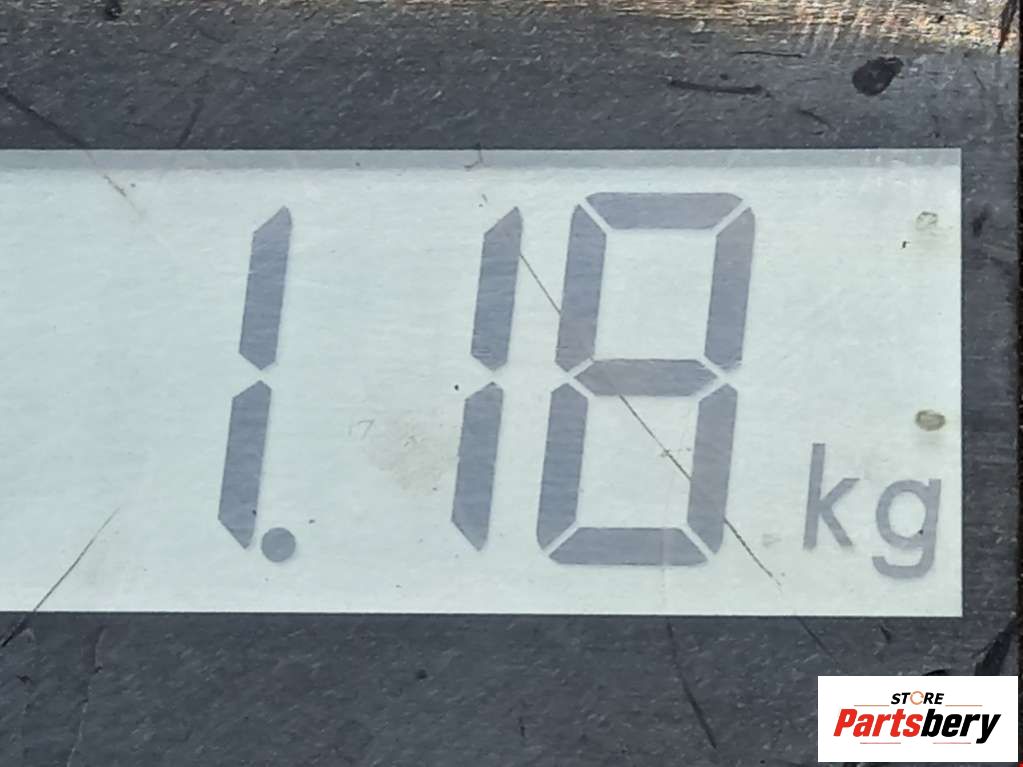 1.18 kg
STORE
Partsbery